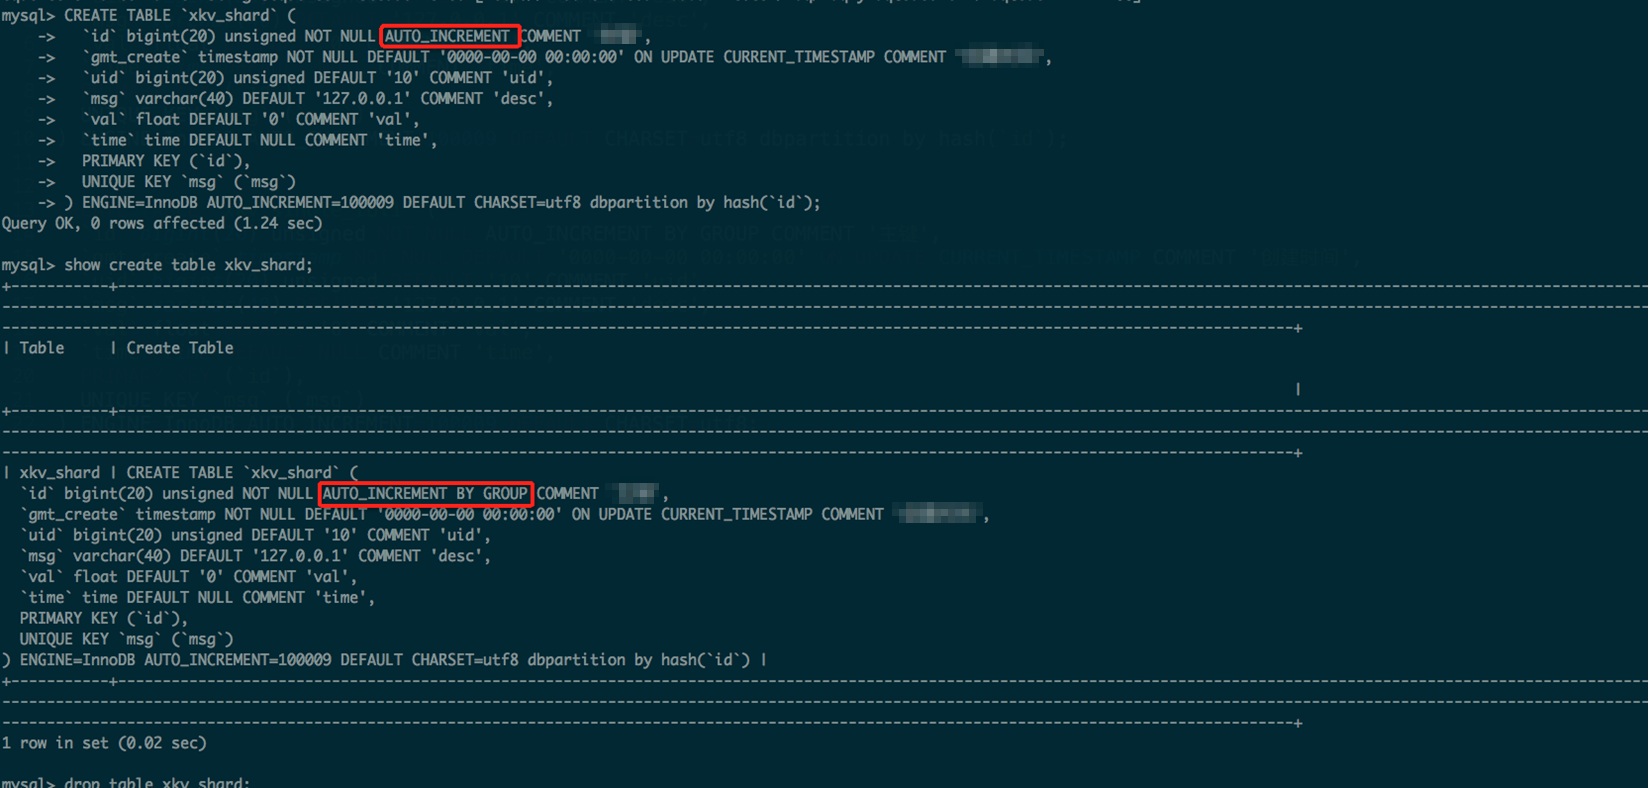 mysql> CREATE TABLE `xkv_shard` (
-> `id` bigint(20) unsigned NOT NULL AUTO_INCREMENT COMMENT ,
-> `gmt_create` timestamp NOT NULL DEFAULT '0000-00-00 00:00:00' ON UPDATE CURRENT_TIMESTAMP COMMENT ,
-> `uid` bigint(20) unsigned DEFAULT '10' COMMENT 'uid',
-> `msg` varchar(40) DEFAULT '127.0.0.1' COMMENT 'desc',
-> `val` float DEFAULT '0' COMMENT 'val',
-> `time` time DEFAULT NULL COMMENT 'time',
-> PRIMARY KEY (`id`),
-> UNIQUE KEY `msg` (`msg`)
-> ) ENGINE=InnoDB AUTO_INCREMENT=100009 DEFAULT CHARSET=utf8 dbpartition by hash(`id`);
Query OK, 0 rows affected (1.24 sec)
mysql> show create table xkv_shard;
| Table | Create Table
|
| xkv_shard | CREATE TABLE `xkv_shard` (
`id` bigint(20) unsigned NOT NULL AUTO_INCREMENT BY GROUP COMMENT ,
`gmt_create` timestamp NOT NULL DEFAULT '0000-00-00 00:00:00' ON UPDATE CURRENT_TIMESTAMP COMMENT ,
`uid` bigint(20) unsigned DEFAULT '10' COMMENT 'uid',
`msg` varchar(40) DEFAULT '127.0.0.1' COMMENT 'desc',
`val` float DEFAULT '0' COMMENT 'val',
`time` time DEFAULT NULL COMMENT 'time',
PRIMARY KEY (`id`),
UNIQUE KEY `msg` (`msg`)
) ENGINE=InnoDB AUTO_INCREMENT=100009 DEFAULT CHARSET=utf8 dbpartition by hash(`id`) |
1 row in set (0.02 sec)
mysql> drop table xkv_shard;